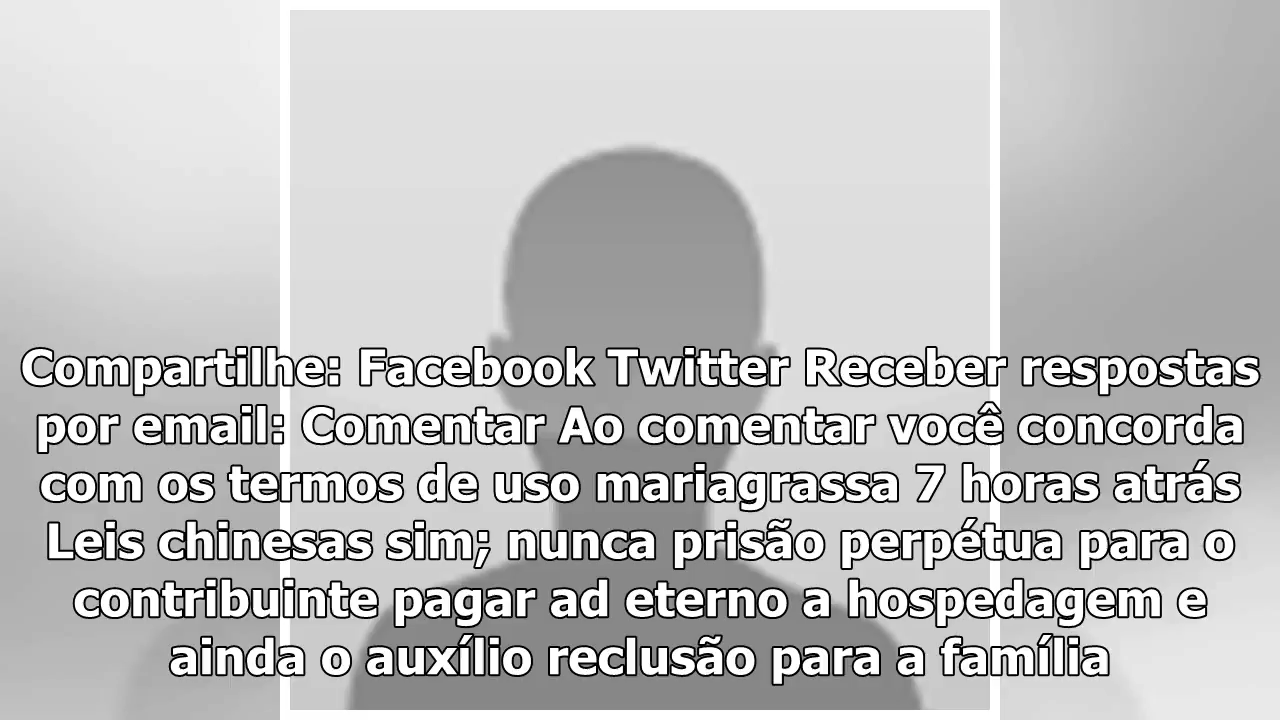 Compartilhe: Facebook Twitter Receber respostas
por email: Comentar Ao comentar você concorda
com os termos de uso mariagrassa 7 horas atrás
Leis chinesas sim; nunca prisão perpétua para o
contribuinte pagar ad eterno a hospedagem e
ainda o auxílio reclusão para a família